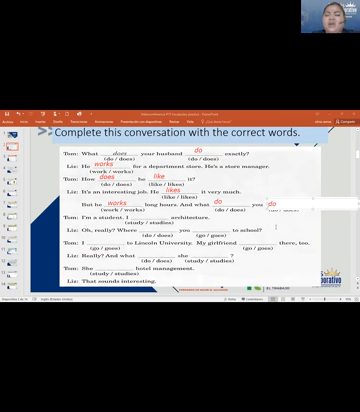 Complete this conversation with the correct words.
Tom: What does your husband do exactly?
(do / does) (do / does)
Liz: He works for a department store. He's a store manager.
(work / works)
Tom: How does he like it?
(do / does) (like / likes)
Liz: It's an interesting job. He likes it very much.
(like / likes)
But he works long hours. And what do you do
(work / works) (do / does)
Tom: I'm a student. I architecture.
(study / studies)
Liz: Oh, really? Where you to school?
(do / does) (go / goes)
Tom: I to Lincoln University. My girlfriend there, too.
(go / goes) (go / goes)
Liz: Really? And what she ?
(do / does) (study / studies)
Tom: She hotel management.
(study / studies)
Liz: That sounds interesting.